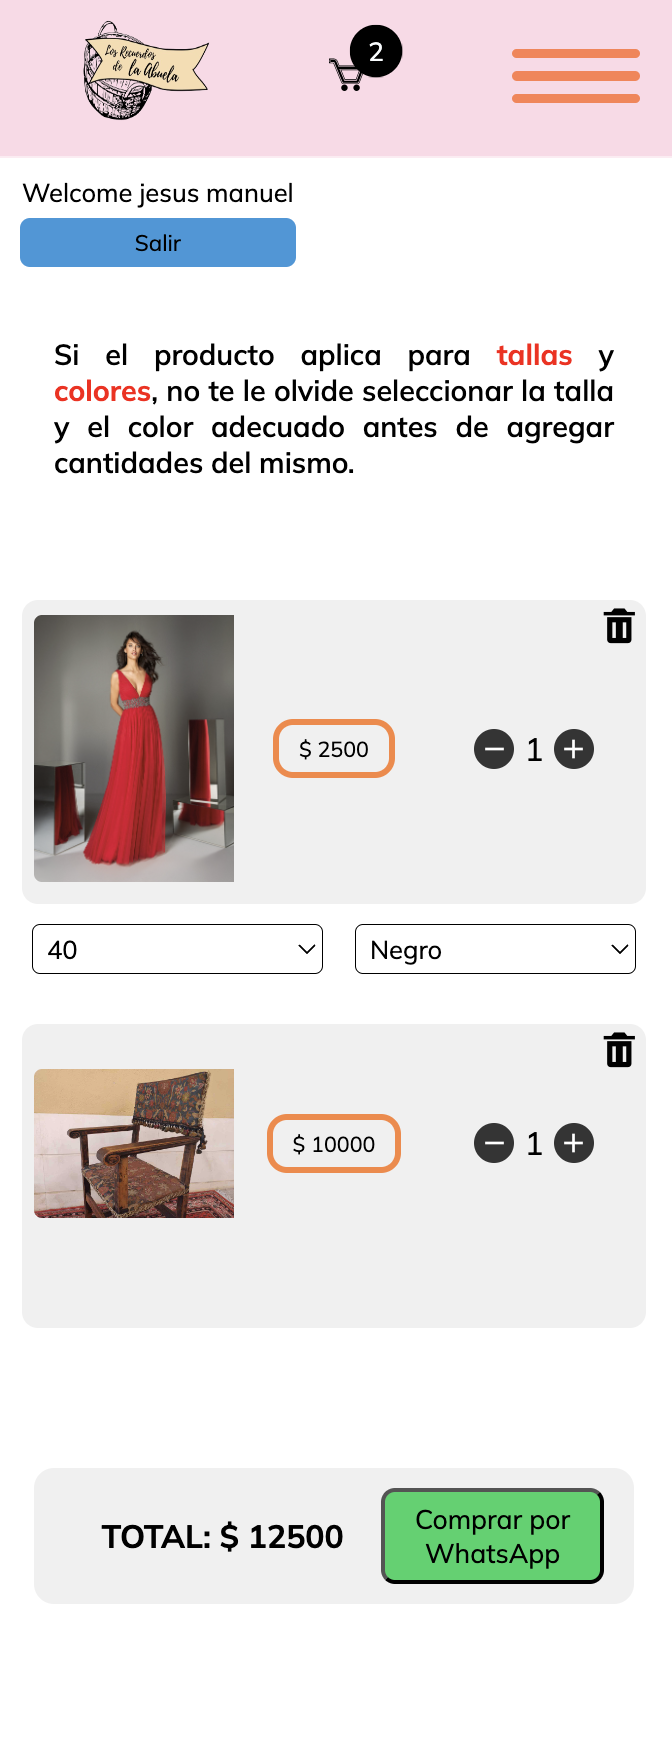 Los Recuerdos
de la Abuela
2
Welcome jesus manuel
Salir
Si el producto aplica para tallas y
colores, no te le olvide seleccionar la talla
y el color adecuado antes de agregar
cantidades del mismo.
$ 2500
1
40
Negro
$ 10000
1
TOTAL: $ 12500
Comprar por
WhatsApp